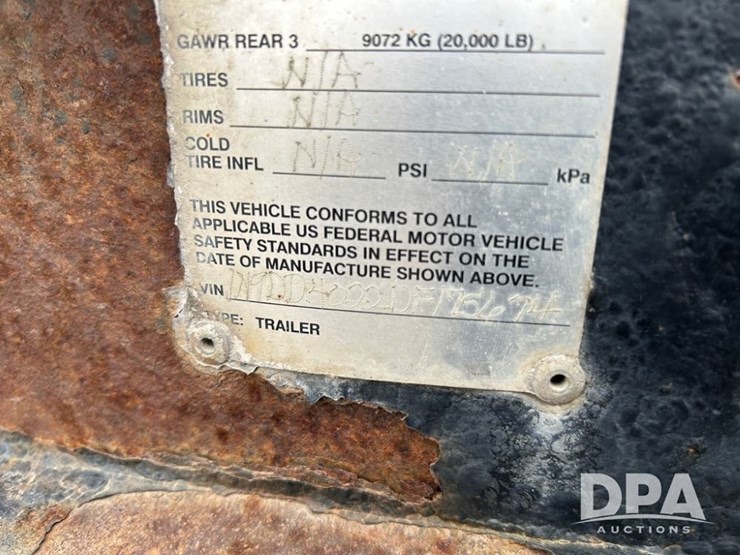 GAWR REAR 3 9072 KG (20,000 LB)
TIRES N/A
RIMS N/A
COLD
TIRE INFL N/A PSI N/A kPa
THIS VEHICLE CONFORMS TO ALL
APPLICABLE US FEDERAL MOTOR VEHICLE
SAFETY STANDARDS IN EFFECT ON THE
DATE OF MANUFACTURE SHOWN ABOVE.
VIN
TYPE: TRAILER
DPA
AUCTIONS